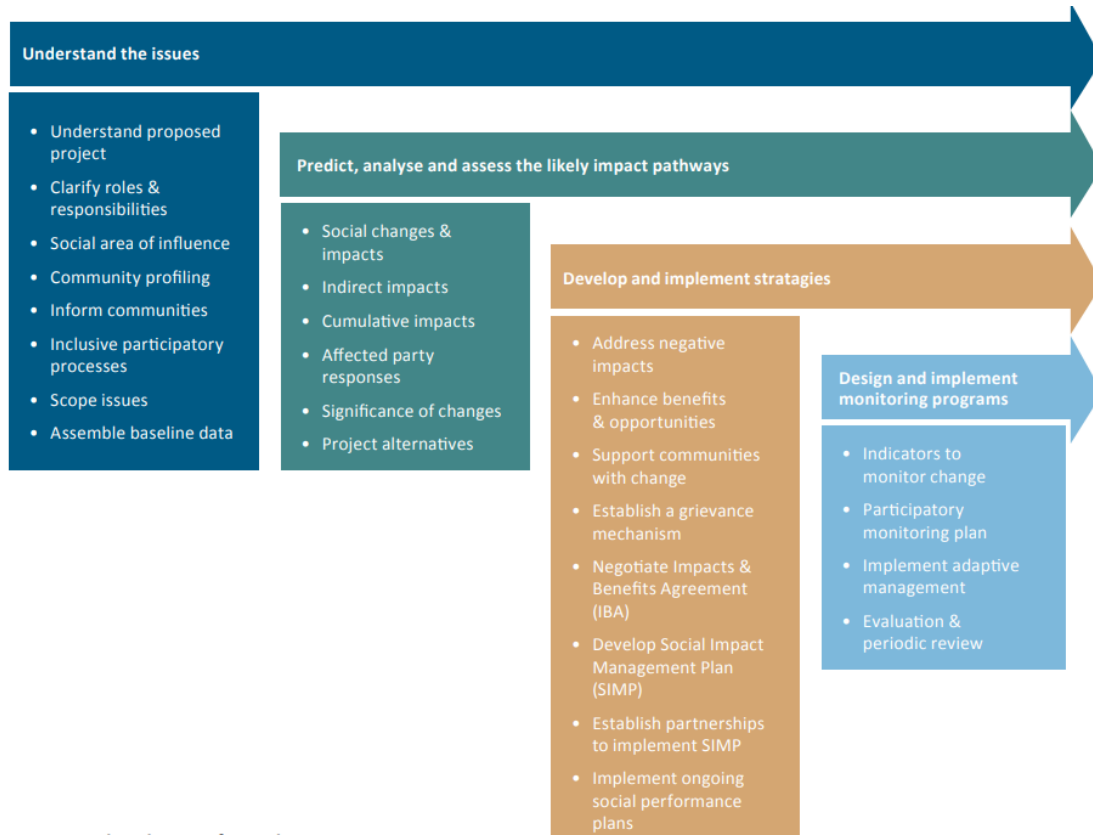 Understand the issues
• Understand proposed
project
• Clarify roles &
responsibilities
• Social area of influence
• Community profiling
• Inform communities
• Inclusive participatory
processes
• Scope issues
• Assemble baseline data
Predict, analyse and assess the likely impact pathways
• Social changes &
impacts
• Indirect impacts
• Cumulative impacts
• Affected party
responses
• Significance of changes
• Project alternatives
Develop and implement stratagies
• Address negative
impacts
• Enhance benefits
& opportunities
• Support communities
with change
• Establish a grievance
mechanism
• Negotiate Impacts &
Benefits Agreement
(IBA)
• Develop Social Impact
Management Plan
(SIMP)
• Establish partnerships
to implement SIMP
• Implement ongoing
social performance
plans
Design and implement
monitoring programs
• Indicators to
monitor change
• Participatory
monitoring plan
• Implement adaptive
management
• Evaluation &
periodic review